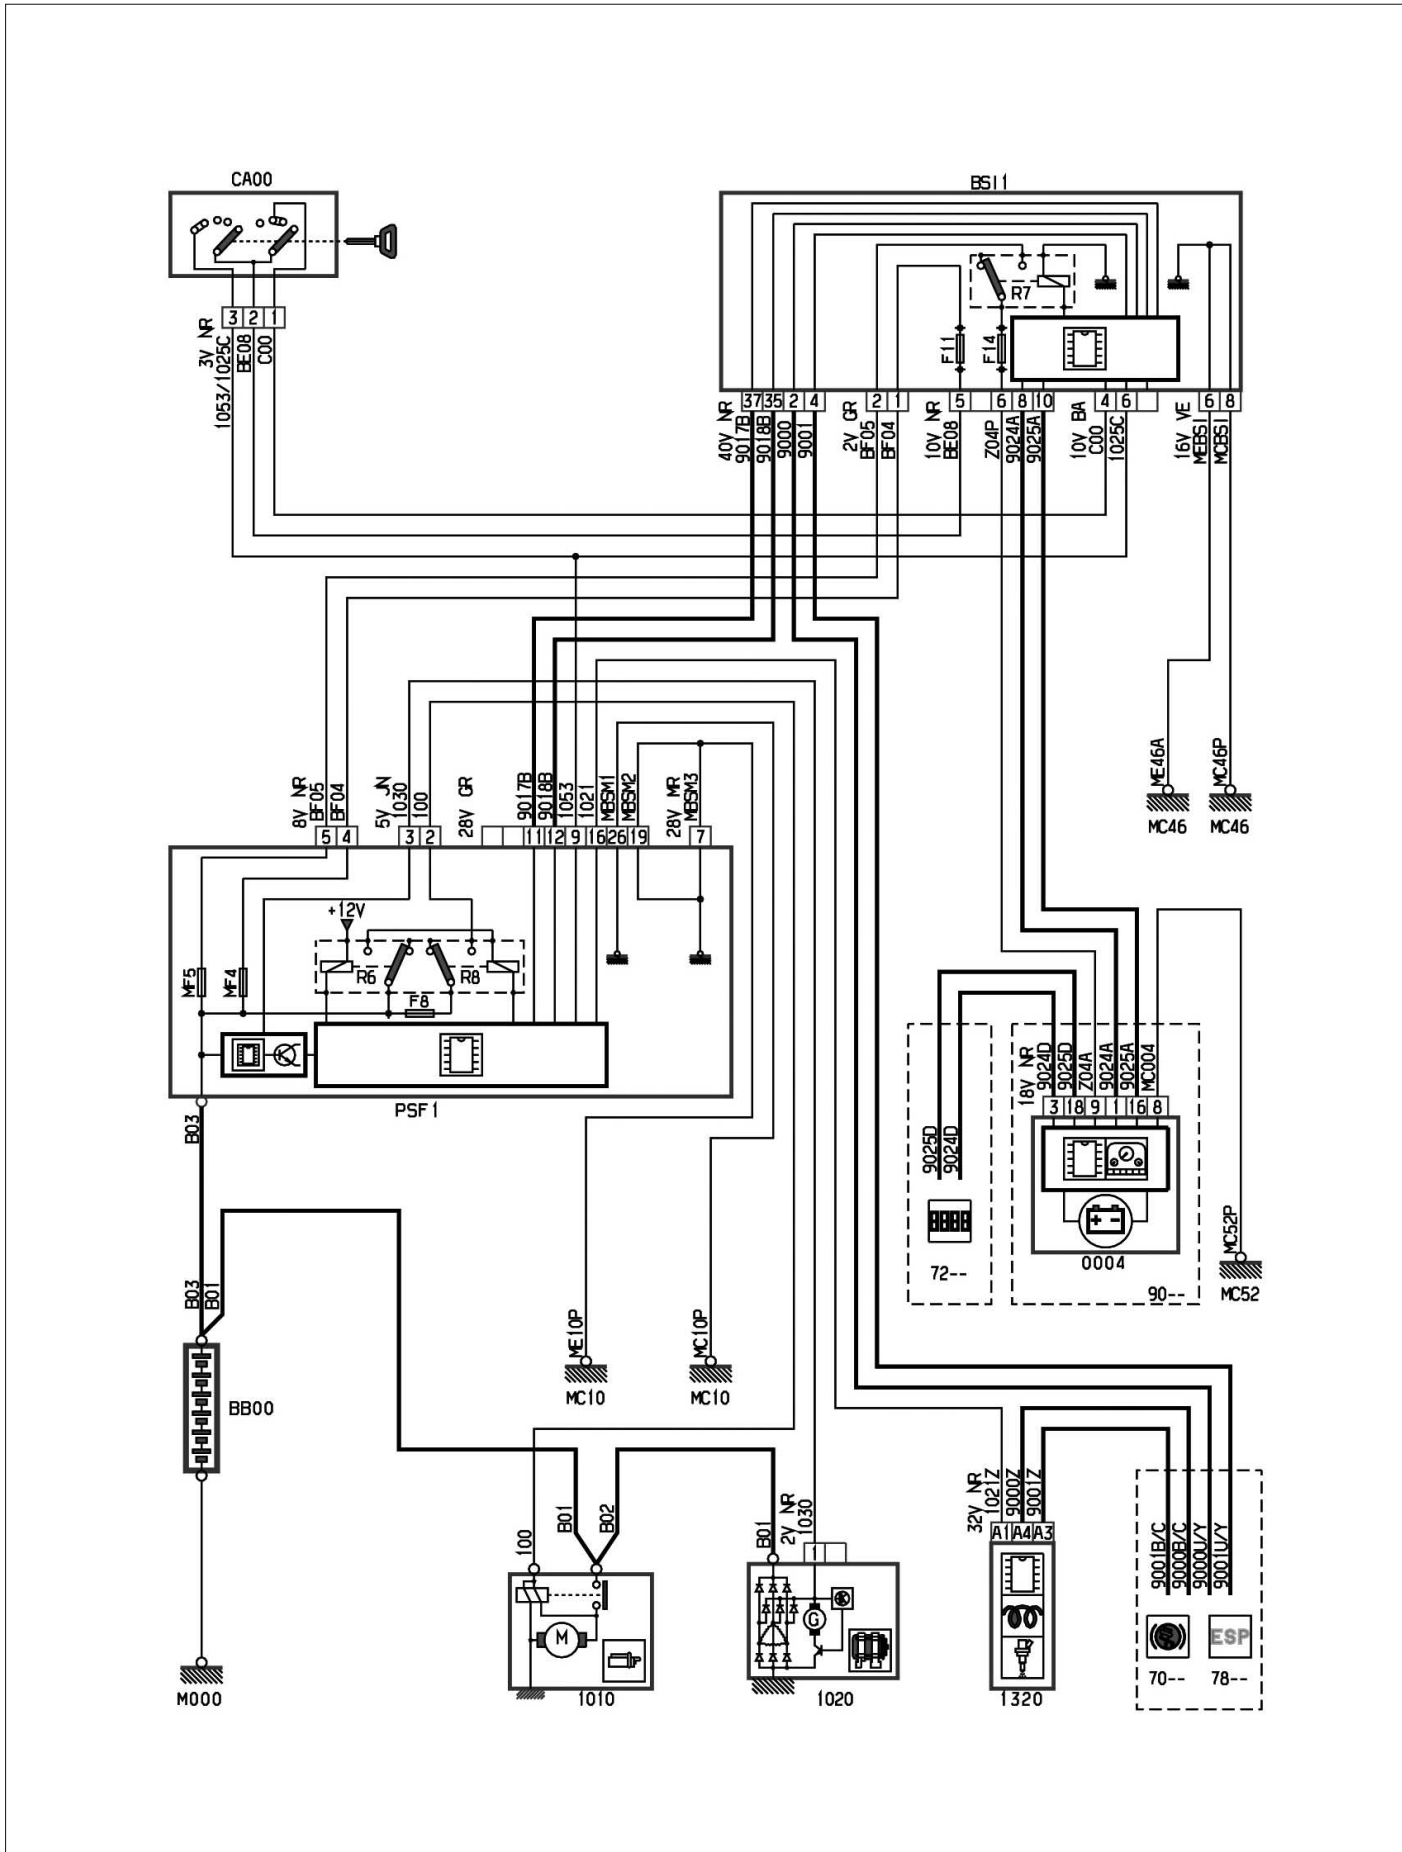 CA00
BSI1
R7
F11
F14
3 2 1
3V NR
1053/1025C
BE08
C00
37 35 2 4 2 1 5 6 8 10 4 6 6 8
40V NR
9017B
9018B
9000
9001
2V GR
BF05
BF04
10V NR
BE08
Z04P
9024A
9025A
10V BA
C00
1025C
16V VE
MEBSI
MCBSI
ME46A
MC46P
MC46
MC46
8V NR
BF05
BF04
5V JN
1030
100
28V GR
9017B
9018B
1053
1021
MBSM1
MBSM2
28V MR
MBSM3
5 4 3 2 11 12 9 16 26 19 7
+12V
R6
R8
MF5
MF4
F8
PSF1
B03
18V NR
9024D
9025D
Z04A
9024A
9025A
MC004
3 18 9 1 16 8
9025D
9024D
72--
0004
90--
MC52P
MC52
B03
B01
BB00
M000
ME10P
MC10P
MC10
MC10
100
B01
B02
B01
2V NR
1030
1
M
1010
G
1020
32V NR
1021Z
9000Z
9001Z
A1 A4 A3
1320
9001B/C
9000B/C
9000U/Y
9001U/Y
ESP
70--
78--